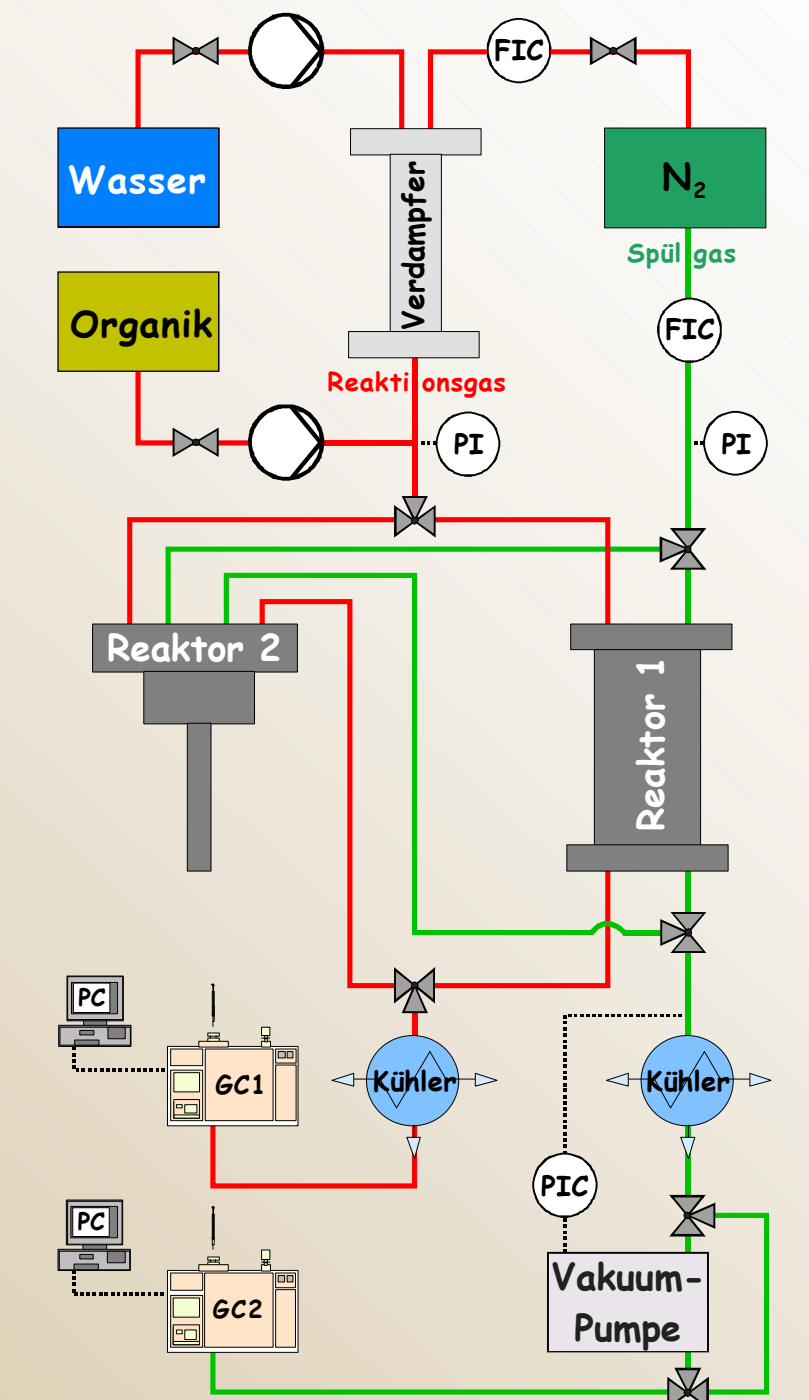 FIC
Wasser
Verdampfer
N₂
Spülgas
Organik
FIC
Reaktionsgas
PI
PI
Reaktor 2
Reaktor 1
PC
GC1
Kühler
Kühler
PIC
PC
GC2
Vakuum-
Pumpe